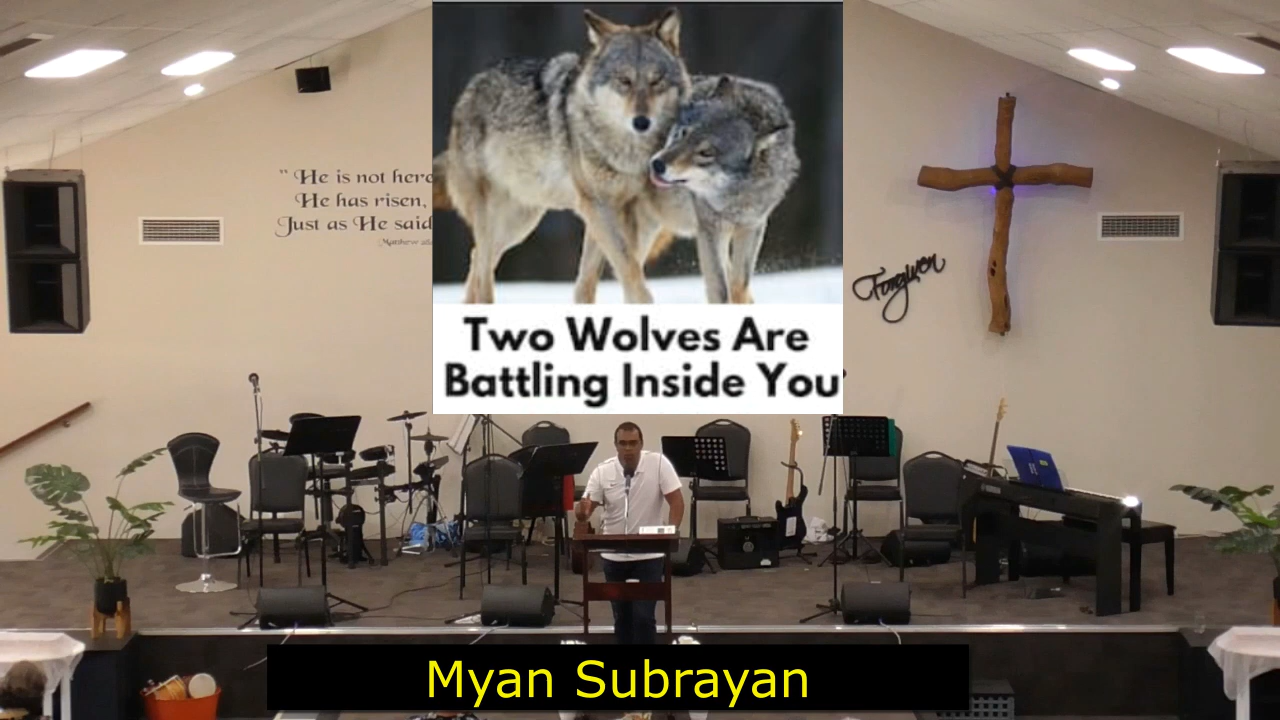 " He is not here
He has risen,
Just as He said
Forgiven
Two Wolves Are
Battling Inside You
Myan Subrayan